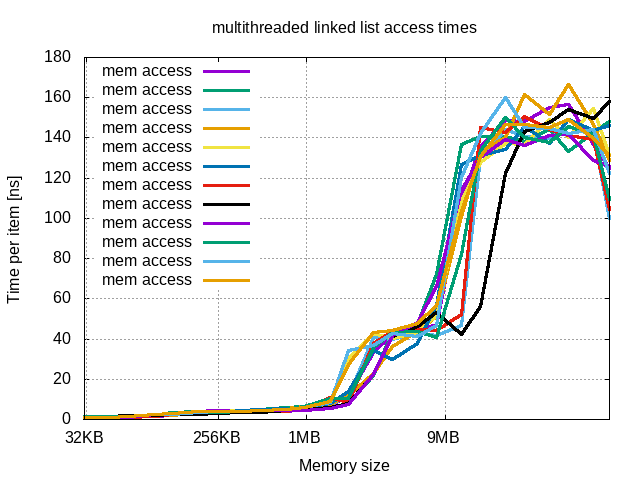 multithreaded linked list access times
180
160
140
120
100
80
60
40
20
0
Time per item [ns]
mem access
mem access
mem access
mem access
mem access
mem access
mem access
mem access
mem access
mem access
mem access
mem access
32KB 256KB 1MB 9MB
Memory size